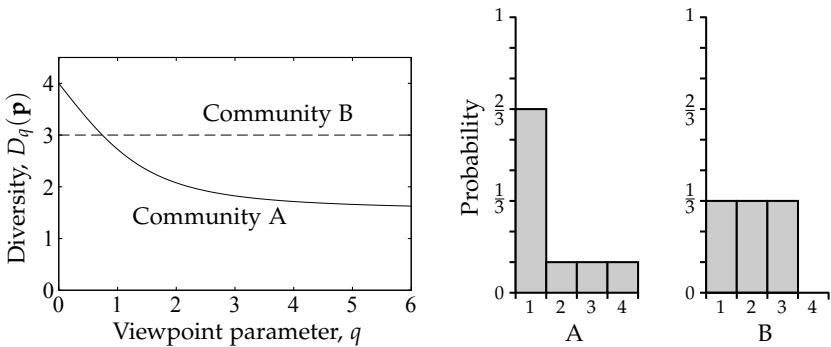 Diversity, D_q(p)
4
3
2
1
0
Community B
Community A
0 1 2 3 4 5 6
Viewpoint parameter, q
Probability
1
2/3
1/3
0
1 2 3 4
A
1
2/3
1/3
0
1 2 3 4
B